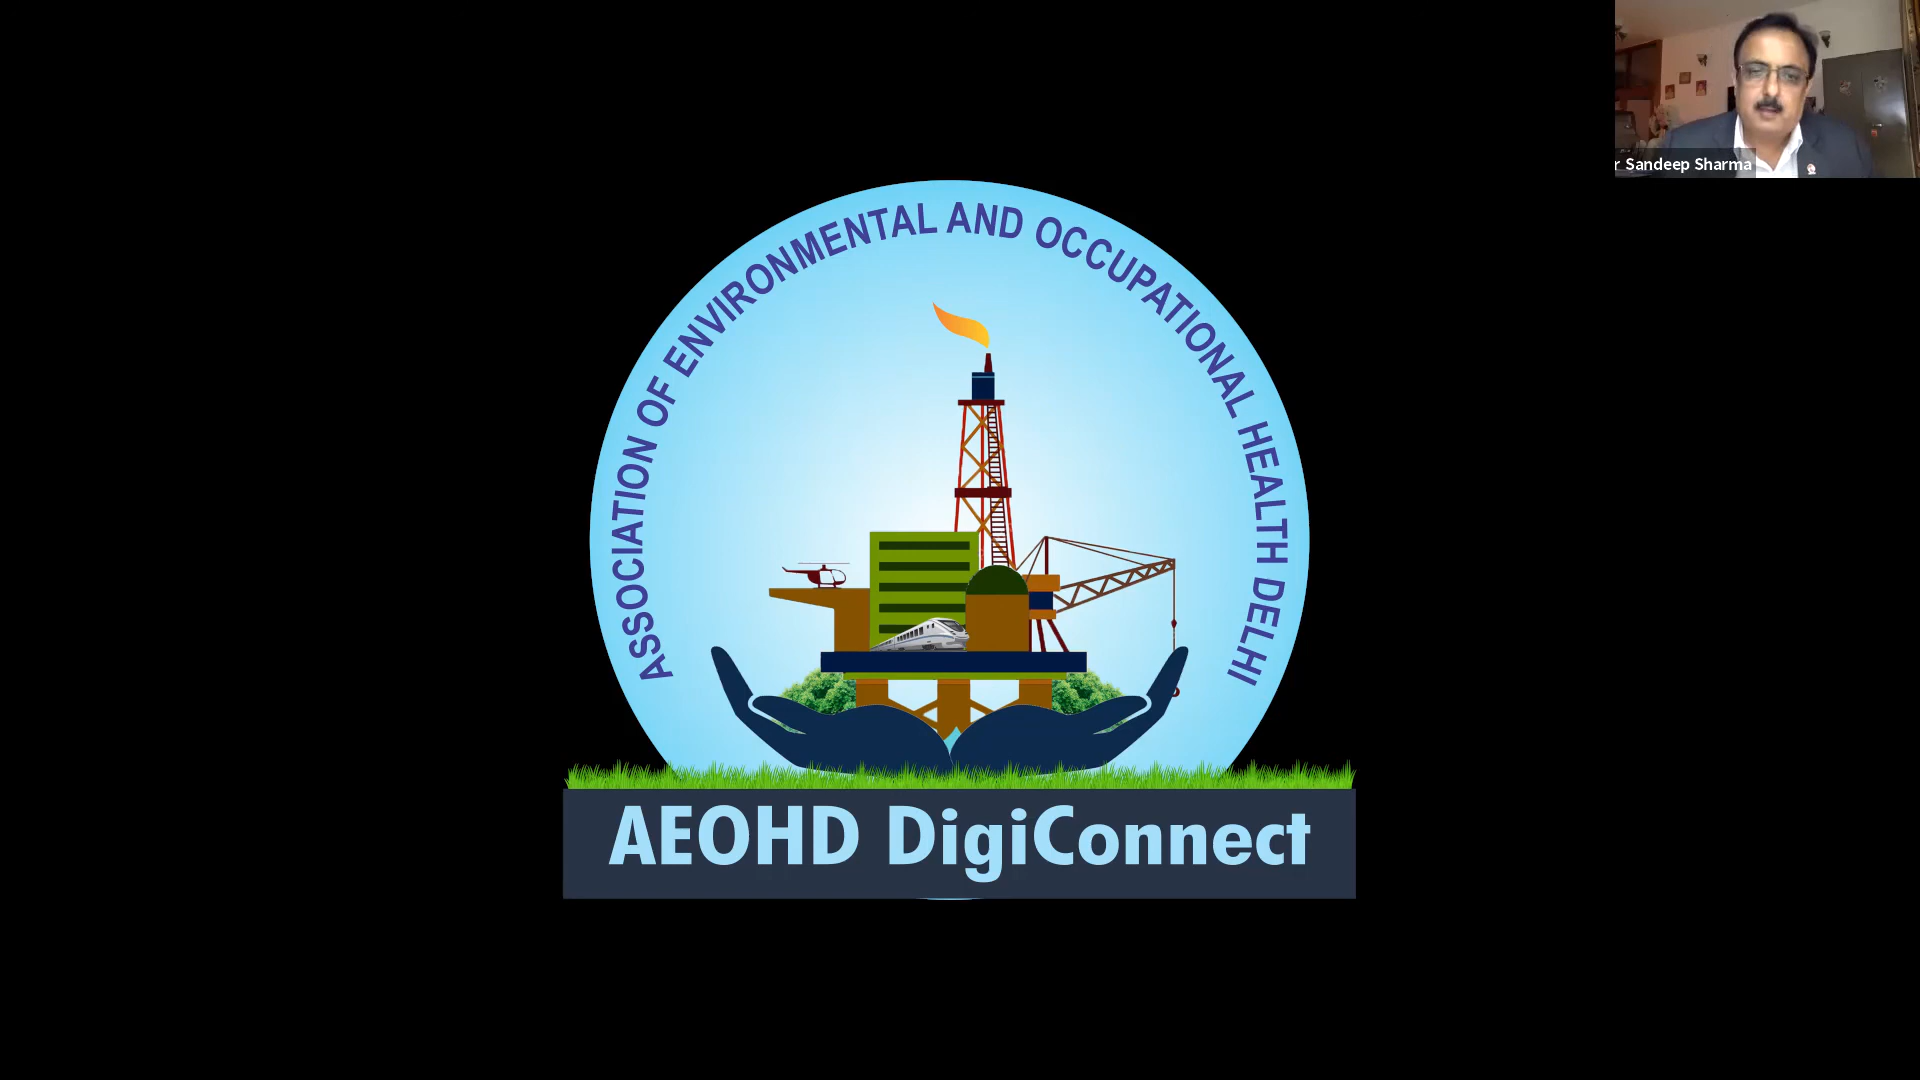 r Sandeep Sharma
ASSOCIATION OF ENVIRONMENTAL AND OCCUPATIONAL HEALTH DELHI
AEOHD DigiConnect